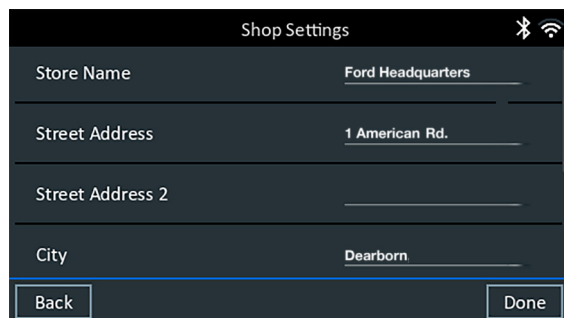 Shop Settings
Store Name Ford Headquarters
Street Address 1 American Rd.
Street Address 2
City Dearborn
Back Done